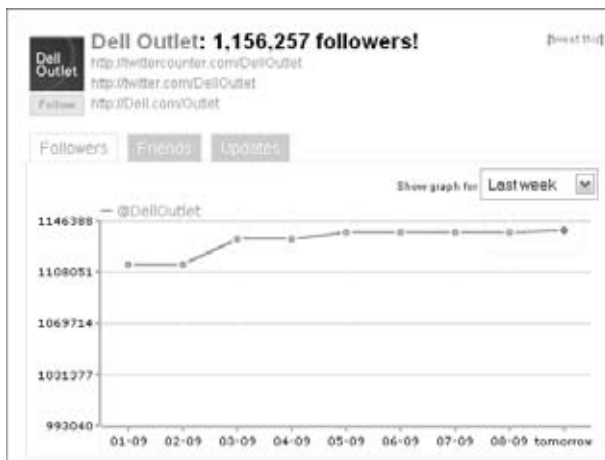 Dell Outlet: 1,156,257 followers!
[tweet this]
Dell
Outlet
http://twittercounter.com/DellOutlet
http://twitter.com/DellOutlet
Follow
http://Dell.com/Outlet
Followers
Friends
Updates
Show graph for
Last week
@DellOutlet
1146388
1108051
1069714
1031377
993040
01-09 02-09 03-09 04-09 05-09 06-09 07-09 08-09 tomorrow